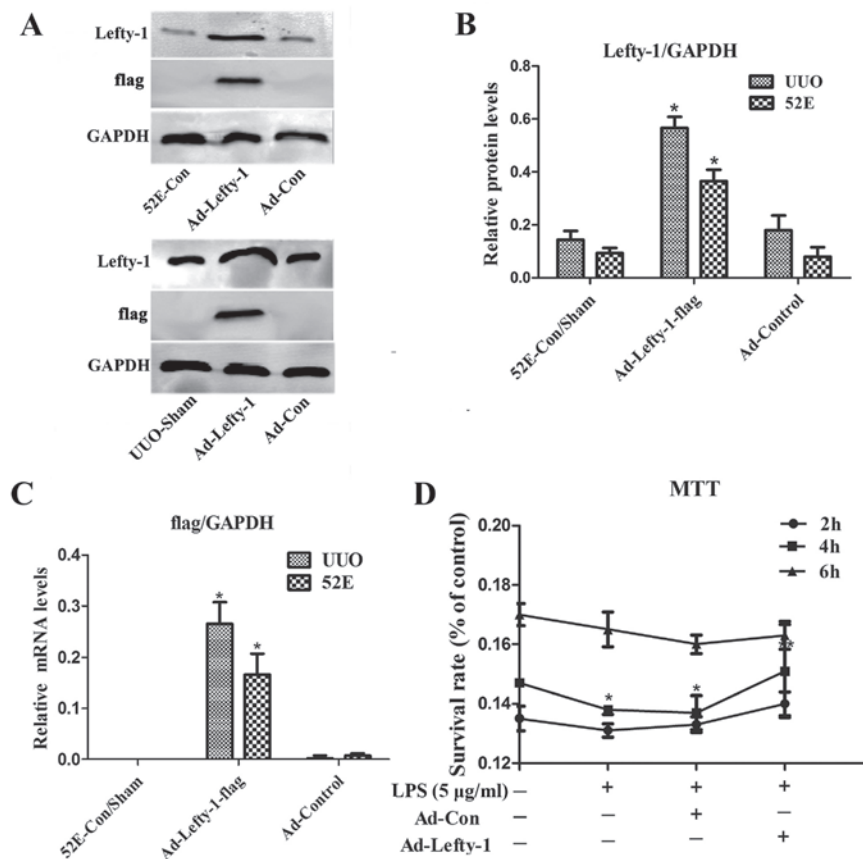 A
Lefty-1
flag
GAPDH
52E-Con
Ad-Lefty-1
Ad-Con
Lefty-1
flag
GAPDH
UUO-Sham
Ad-Lefty-1
Ad-Con
B
Lefty-1/GAPDH
Relative protein levels
0.8
0.6
0.4
0.2
0.0
UUO
52E
*
*
52E-Con/Sham
Ad-Lefty-1-flag
Ad-Control
C
flag/GAPDH
Relative mRNA levels
0.4
0.3
0.2
0.1
0.0
UUO
52E
*
*
52E-Con/Sham
Ad-Lefty-1-flag
Ad-Control
D
MTT
Survival rate (% of control)
0.20
0.18
0.16
0.14
0.12
2h
4h
6h
*
*
**
LPS (5 µg/ml) — + + +
Ad-Con — — + —
Ad-Lefty-1 — — — +